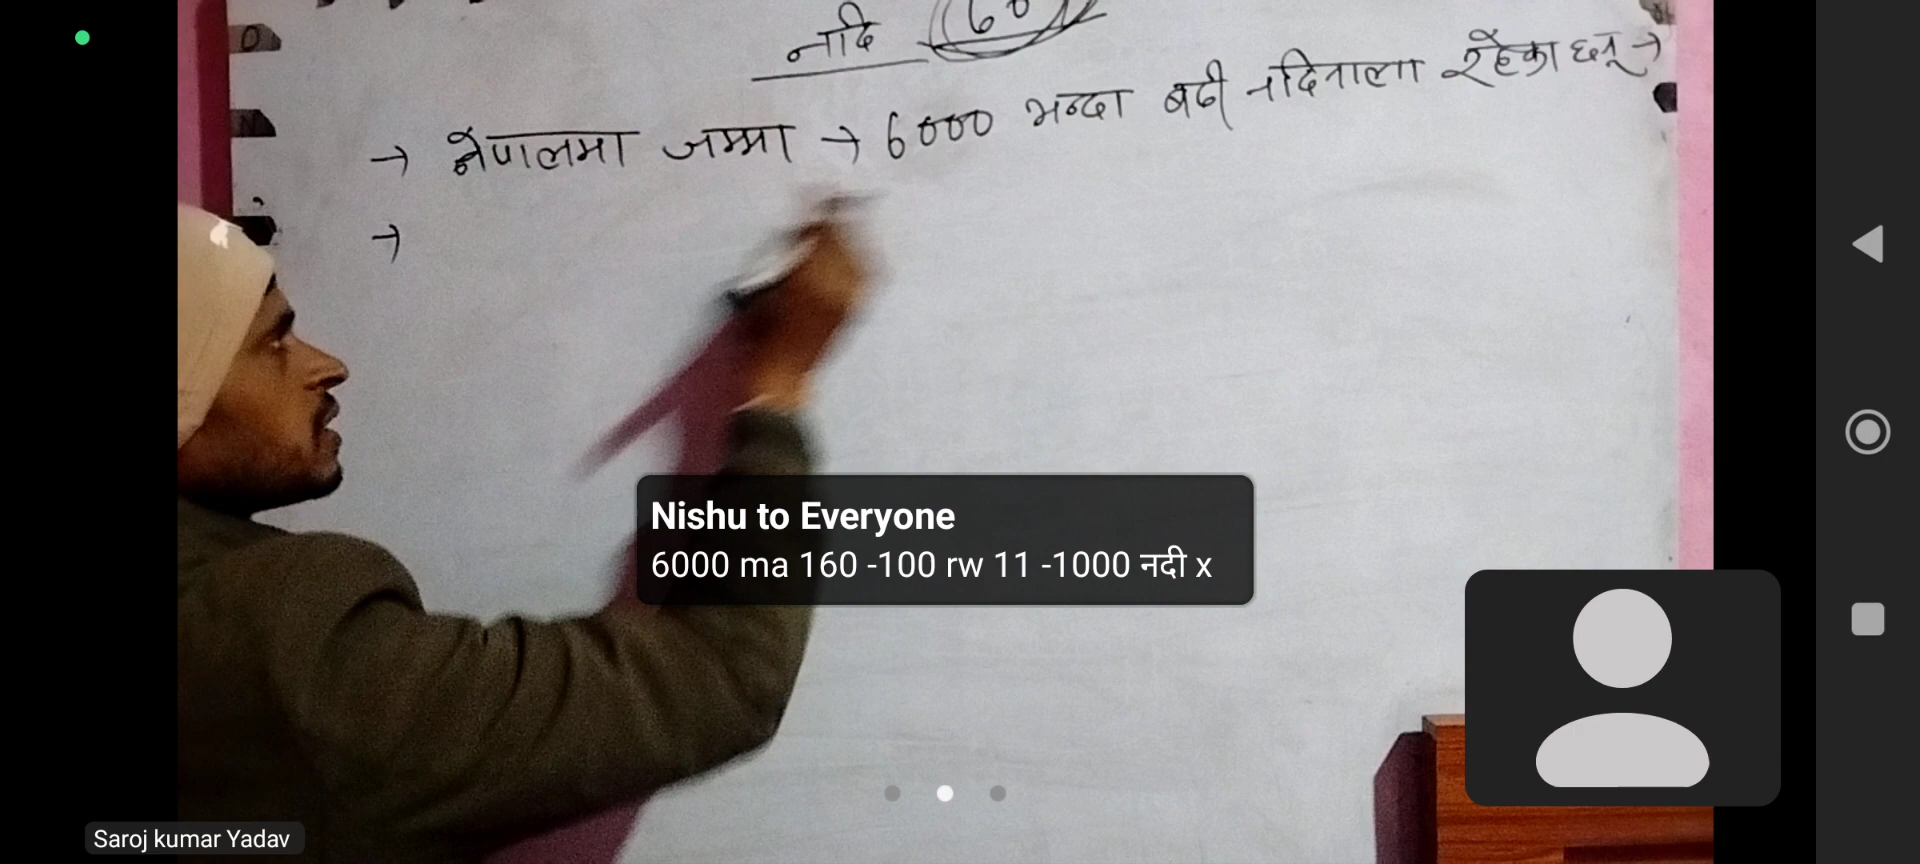 नदि
→ नेपालमा जम्मा → 6000 भन्दा बढी नदिनाला रहेका छन् →
→
Nishu to Everyone
6000 ma 160 -100 rw 11 -1000 नदी x
Saroj kumar Yadav